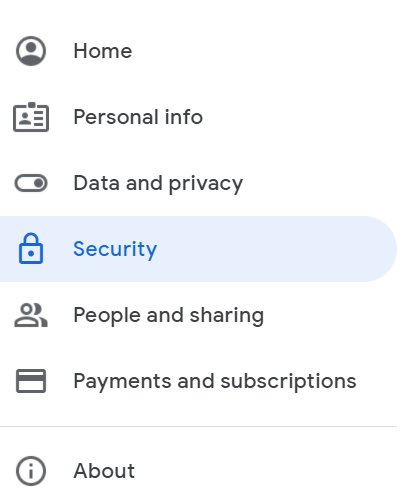 Home
Personal info
Data and privacy
Security
People and sharing
Payments and subscriptions
About